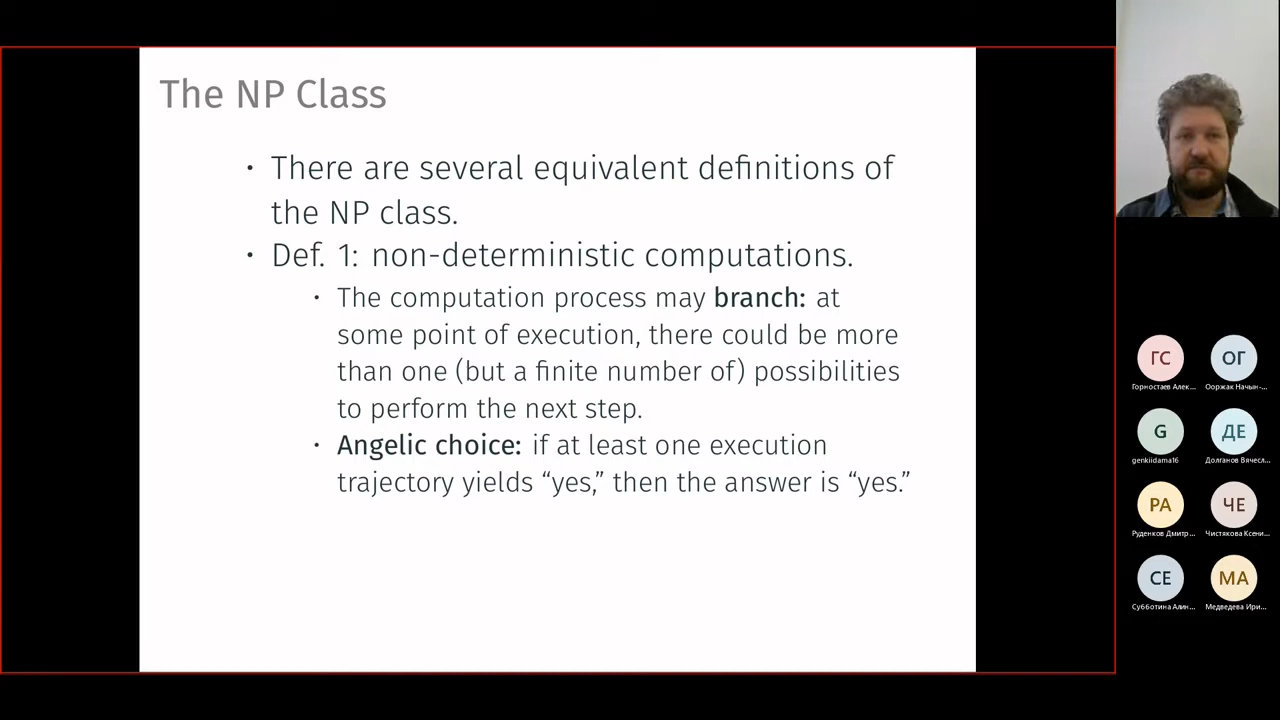 The NP Class
• There are several equivalent definitions of
the NP class.
• Def. 1: non-deterministic computations.
• The computation process may branch: at
some point of execution, there could be more
than one (but a finite number of) possibilities
to perform the next step.
• Angelic choice: if at least one execution
trajectory yields “yes,” then the answer is “yes.”
ГС
ОГ
Горностаев Алек...
Ооржак Начын-...
G
ДЕ
genkiidama16
Долганов Вячесл...
РА
ЧЕ
Руденков Дмитр...
Чистякова Ксени...
СЕ
МА
Субботина Алин...
Медведева Ири...